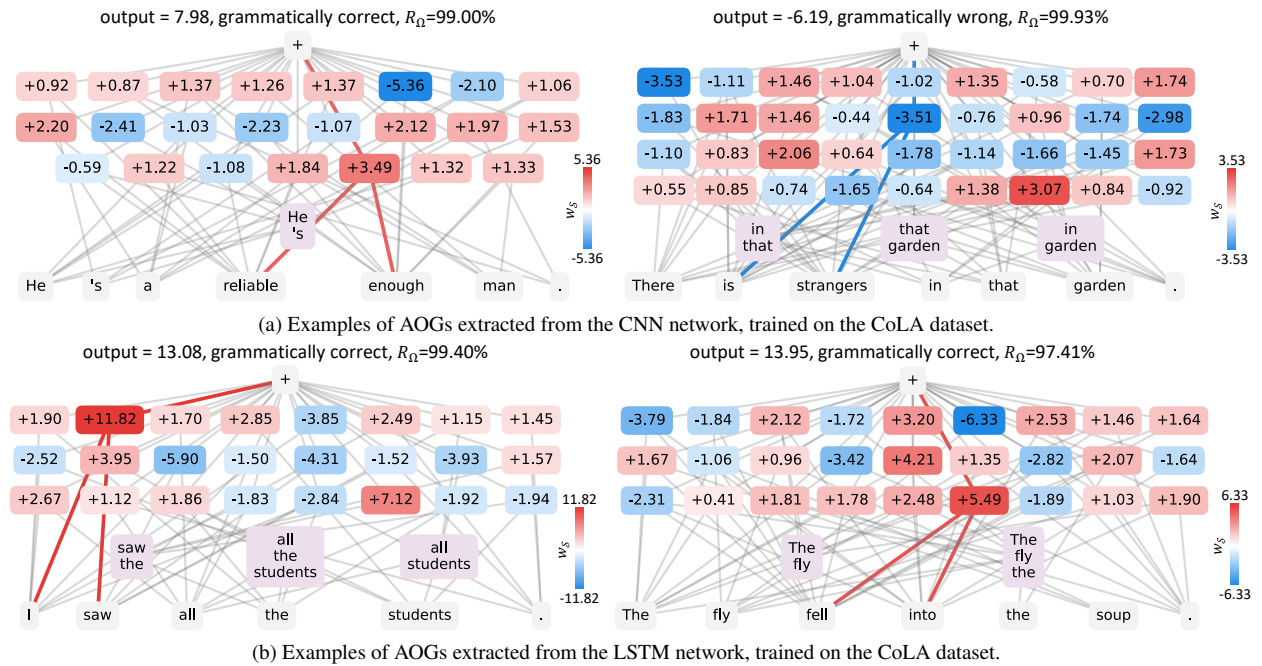 output = 7.98, grammatically correct, R_Ω=99.00%
+
+0.92 +0.87 +1.37 +1.26 +1.37 -5.36 -2.10 +1.06
+2.20 -2.41 -1.03 -2.23 -1.07 +2.12 +1.97 +1.53
-0.59 +1.22 -1.08 +1.84 +3.49 +1.32 +1.33
5.36
w_S
-5.36
He
's
He 's a reliable enough man .
output = -6.19, grammatically wrong, R_Ω=99.93%
+
-3.53 -1.11 +1.46 +1.04 -1.02 +1.35 -0.58 +0.70 +1.74
-1.83 +1.71 +1.46 -0.44 -3.51 -0.76 +0.96 -1.74 -2.98
-1.10 +0.83 +2.06 +0.64 -1.78 -1.14 -1.66 -1.45 +1.73
+0.55 +0.85 -0.74 -1.65 -0.64 +1.38 +3.07 +0.84 -0.92
3.53
w_S
-3.53
in that in
that garden garden
There is strangers in that garden .
(a) Examples of AOGs extracted from the CNN network, trained on the CoLA dataset.
output = 13.08, grammatically correct, R_Ω=99.40%
+
+1.90 +11.82 +1.70 +2.85 -3.85 +2.49 +1.15 +1.45
-2.52 +3.95 -5.90 -1.50 -4.31 -1.52 -3.93 +1.57
+2.67 +1.12 +1.86 -1.83 -2.84 +7.12 -1.92 -1.94
11.82
w_S
-11.82
saw
the
all
the
students
all
students
I saw all the students .
output = 13.95, grammatically correct, R_Ω=97.41%
+
-3.79 -1.84 +2.12 -1.72 +3.20 -6.33 +2.53 +1.46 +1.64
+1.67 -1.06 +0.96 -3.42 +4.21 +1.35 -2.82 +2.07 -1.64
-2.31 +0.41 +1.81 +1.78 +2.48 +5.49 -1.89 +1.03 +1.90
6.33
w_S
-6.33
The
fly
The
fly
the
The fly fell into the soup .
(b) Examples of AOGs extracted from the LSTM network, trained on the CoLA dataset.